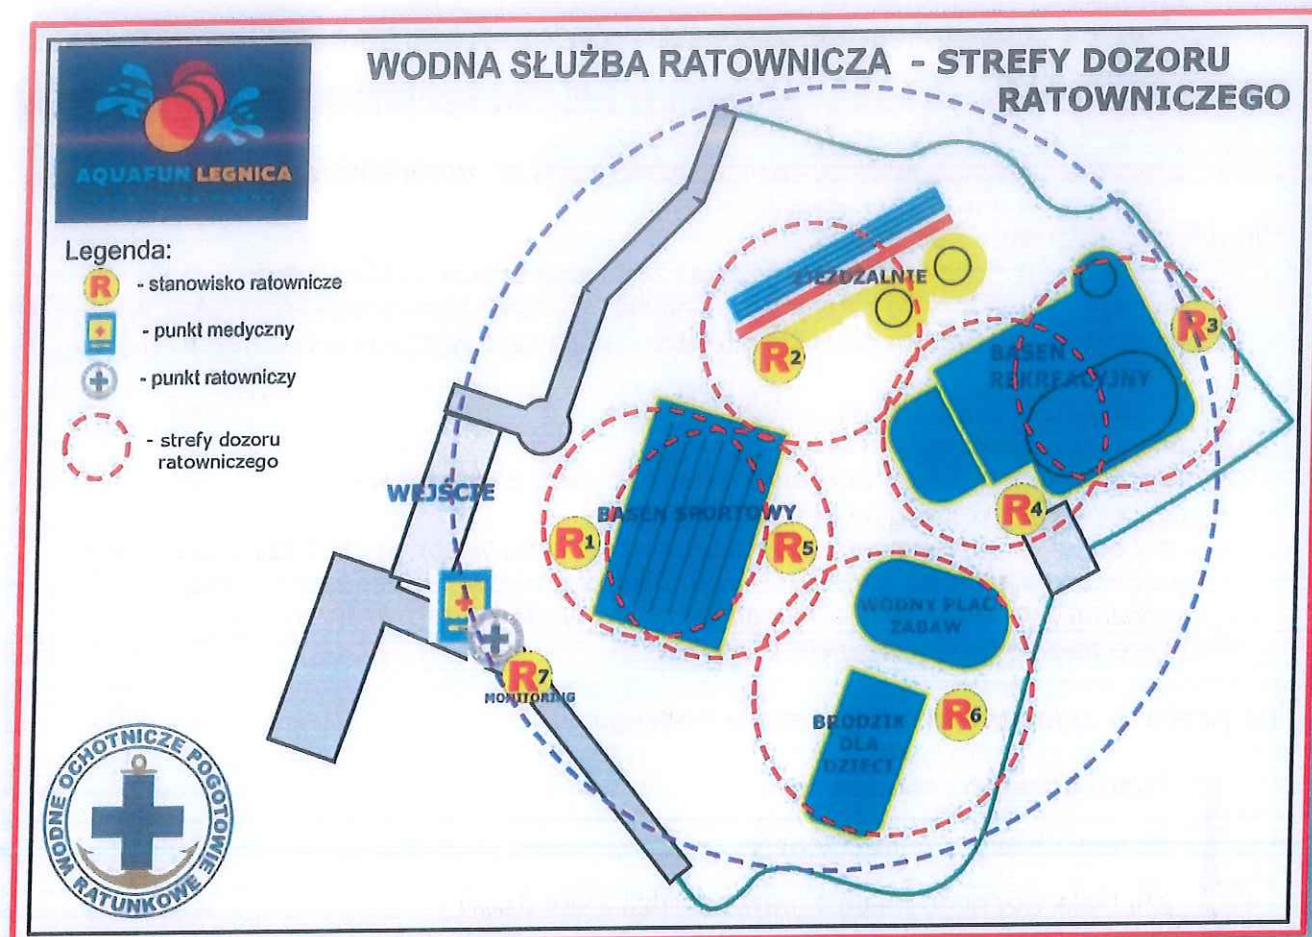 WODNA SŁUŻBA RATOWNICZA - STREFY DOZORU
RATOWNICZEGO
AQUAFUN LEGNICA
Legenda:
R - stanowisko ratownicze
- punkt medyczny
- punkt ratowniczy
- strefy dozoru
ratowniczego
ZJEŻDŻALNIE
R2
R3
BASEN
REKREACYJNY
R4
WEJŚCIE
BASEN SPORTOWY
R1
R5
WODNY PLAC
ZABAW
R7
MONITORING
R6
BRODZIK
DLA
DZIECI
WODNE OCHOTNICZE POGOTOWIE
RATUNKOWE